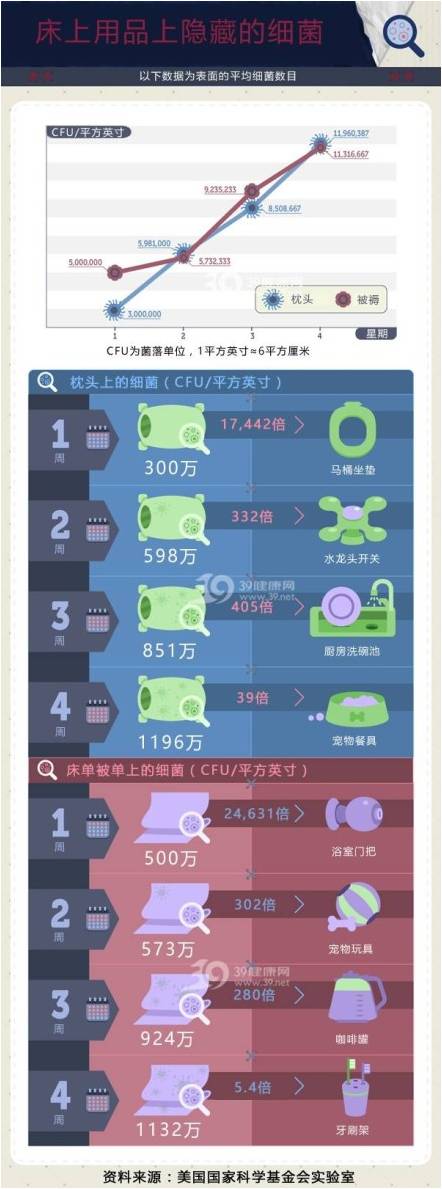 床上用品上隐藏的细菌
以下数据为表面的平均细菌数目
CFU/平方英寸
11,960,387
11,316,667
9,235,233
8,508,667
5,981,000
5,732,333
5,000,000
3,000,000
枕头 被褥
1 2 3 4 星期
CFU为菌落单位，1平方英寸≈6平方厘米
枕头上的细菌（CFU/平方英寸）
1周 300万 17,442倍 马桶坐垫
2周 598万 332倍 水龙头开关
39健康网
www.39.net
3周 851万 405倍 厨房洗碗池
4周 1196万 39倍 宠物餐具
床单被单上的细菌（CFU/平方英寸）
1周 500万 24,631倍 浴室门把
2周 573万 302倍 宠物玩具
39健康网
www.39.net
3周 924万 280倍 咖啡罐
4周 1132万 5.4倍 牙刷架
资料来源：美国国家科学基金会实验室